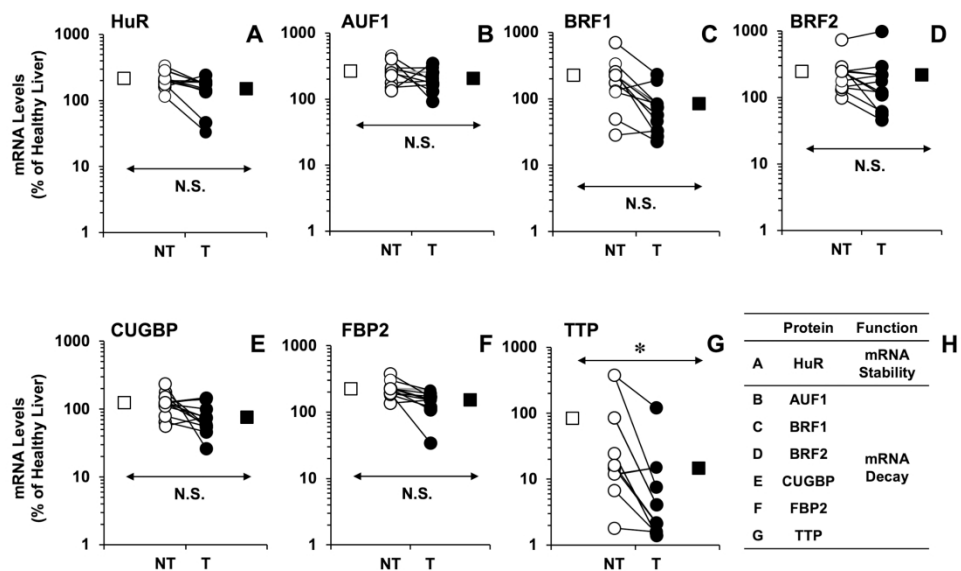 HuR
A
1000
100
10
1
mRNA Levels
(% of Healthy Liver)
N.S.
NT T
AUF1
B
1000
100
10
1
N.S.
NT T
BRF1
C
1000
100
10
1
N.S.
NT T
BRF2
D
1000
100
10
1
N.S.
NT T
CUGBP
E
1000
100
10
1
mRNA Levels
(% of Healthy Liver)
N.S.
NT T
FBP2
F
1000
100
10
1
N.S.
NT T
TTP
G
1000
100
10
1
*
NT T
H
Protein Function
A HuR mRNA Stability
B AUF1
C BRF1
D BRF2
mRNA Decay
E CUGBP
F FBP2
G TTP